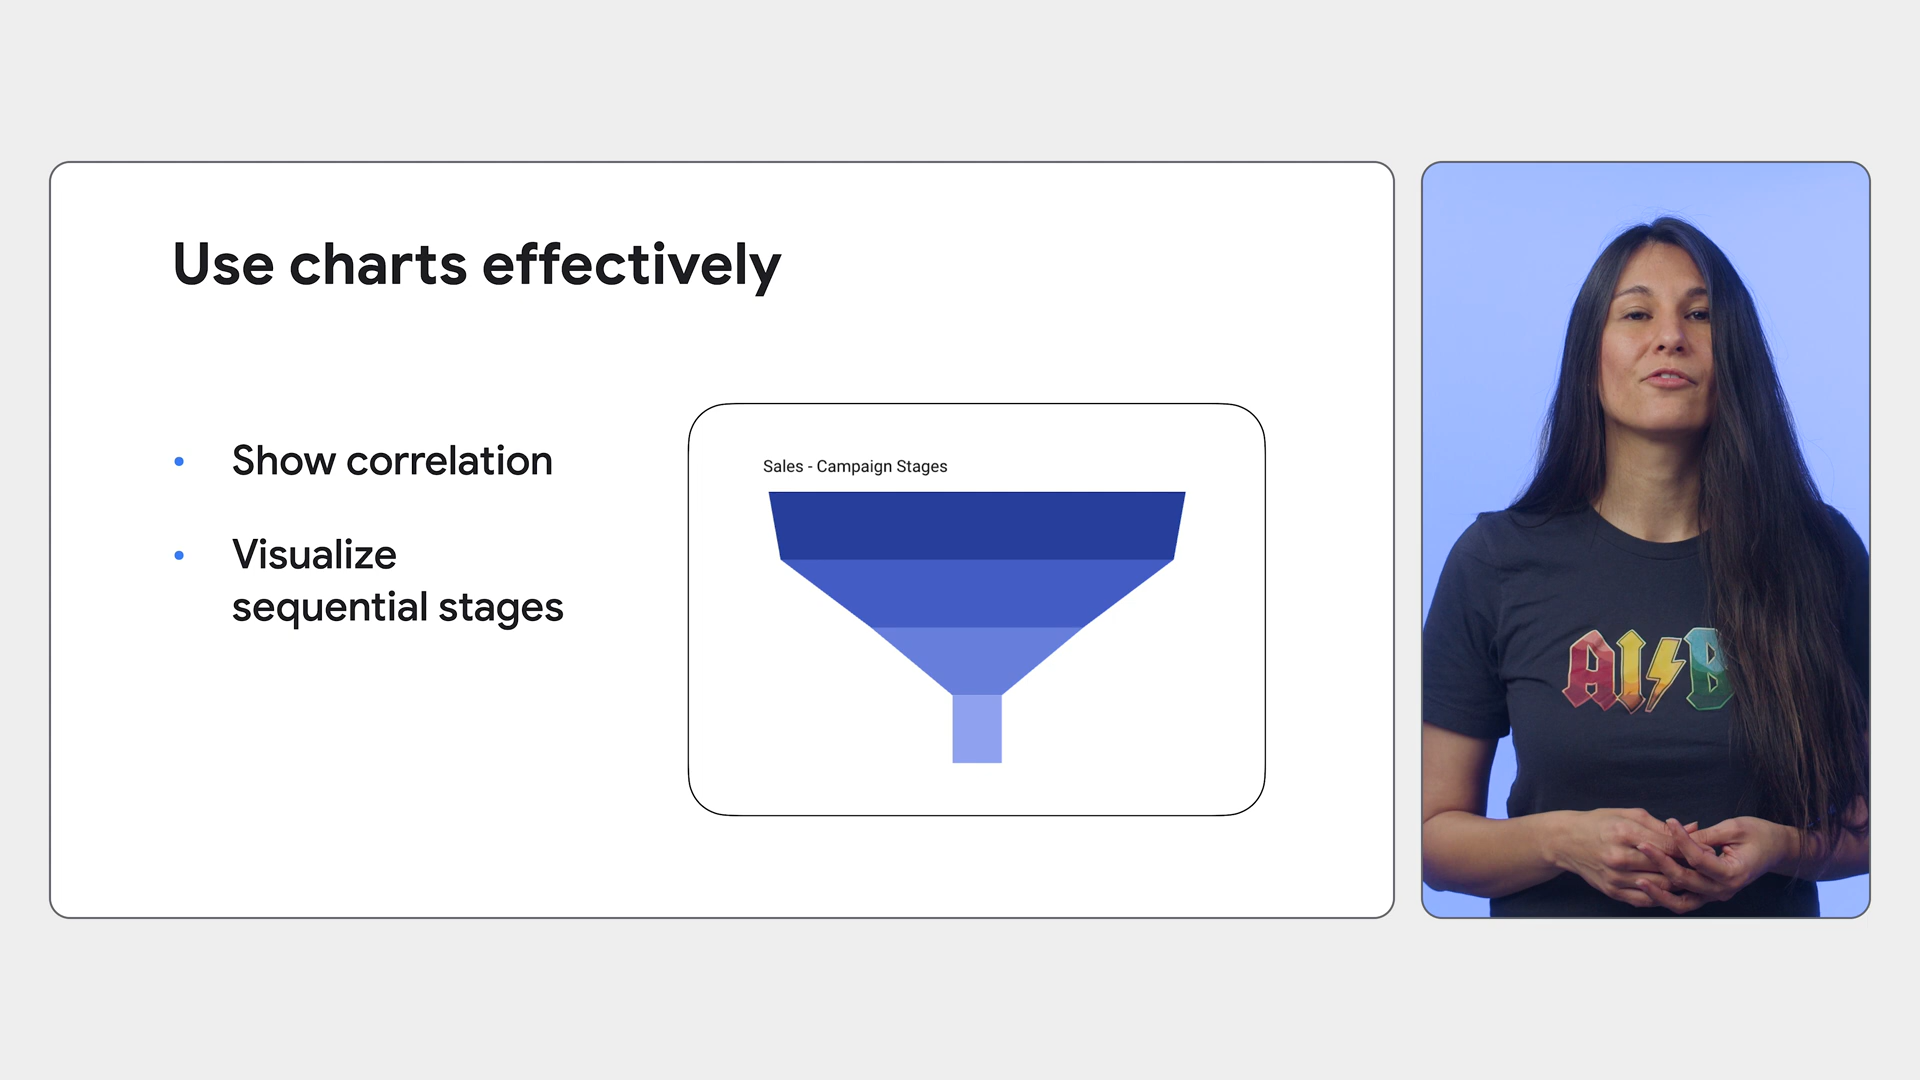 Use charts effectively
• Show correlation
• Visualize
sequential stages
Sales - Campaign Stages
AI⚡B